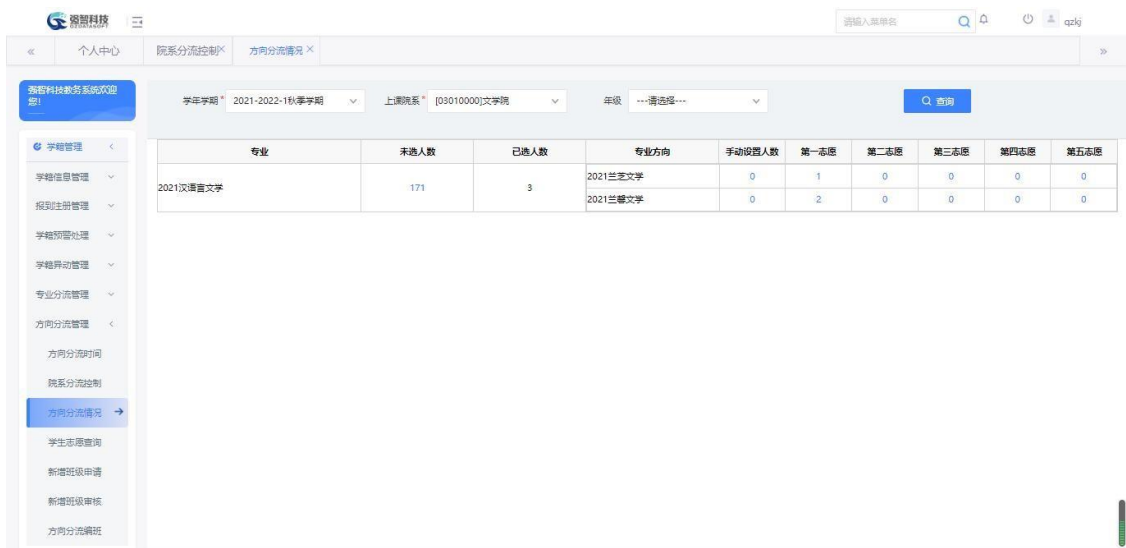 强智科技
QZDATASOFT
请输入菜单名
qzkj
« 个人中心 院系分流控制× 方向分流情况 × »
强智科技教务系统欢迎
您!
学年学期* 2021-2022-1秋季学期 上课院系* [03010000]文学院 年级 ---请选择--- 查询
学籍管理
学籍信息管理
报到注册管理
学籍预警处理
学籍异动管理
专业分流管理
方向分流管理
方向分流时间
院系分流控制
方向分流情况
学生志愿查询
新增班级申请
新增班级审核
方向分流编班
专业 未选人数 已选人数 专业方向 手动设置人数 第一志愿 第二志愿 第三志愿 第四志愿 第五志愿
2021汉语言文学 171 3
2021兰芝文学 0 1 0 0 0 0
2021兰馨文学 0 2 0 0 0 0